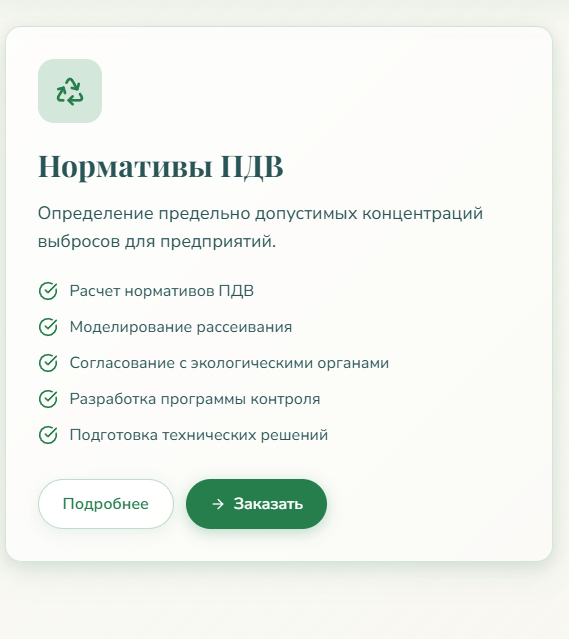 Нормативы ПДВ
Определение предельно допустимых концентраций
выбросов для предприятий.
Расчет нормативов ПДВ
Моделирование рассеивания
Согласование с экологическими органами
Разработка программы контроля
Подготовка технических решений
Подробнее
→ Заказать